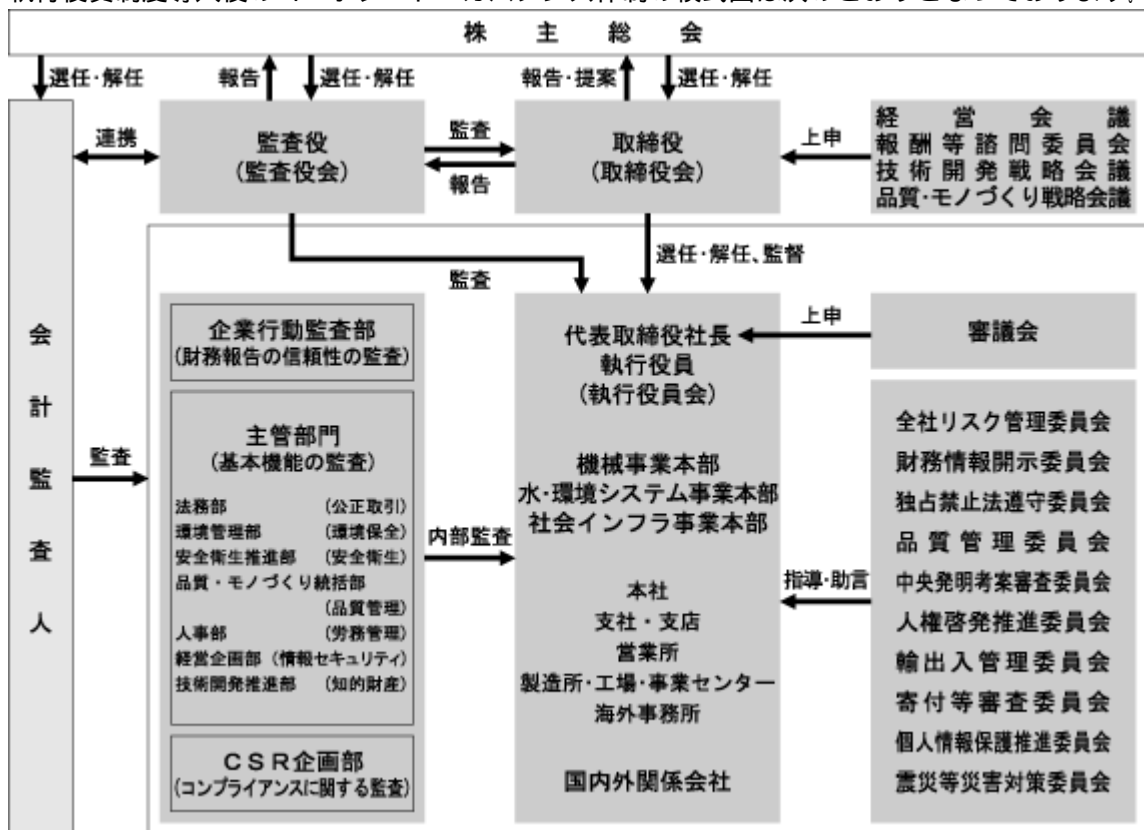 株主総会
選任・解任
報告
選任・解任
報告・提案
選任・解任
連携
監査役
(監査役会)
監査
報告
取締役
(取締役会)
上申
経営会議
報酬等諮問委員会
技術開発戦略会議
品質・モノづくり戦略会議
監査
選任・解任、監督
会計監査人
監査
企業行動監査部
(財務報告の信頼性の監査)
主管部門
(基本機能の監査)
法務部 (公正取引)
環境管理部 (環境保全)
安全衛生推進部 (安全衛生)
品質・モノづくり統括部
(品質管理)
人事部 (労務管理)
経営企画部 (情報セキュリティ)
技術開発推進部 (知的財産)
CSR企画部
(コンプライアンスに関する監査)
内部監査
代表取締役社長
執行役員
(執行役員会)
機械事業本部
水・環境システム事業本部
社会インフラ事業本部
本社
支社・支店
営業所
製造所・工場・事業センター
海外事務所
国内外関係会社
上申
審議会
指導・助言
全社リスク管理委員会
財務情報開示委員会
独占禁止法遵守委員会
品質管理委員会
中央発明考案審査委員会
人権啓発推進委員会
輸出入管理委員会
寄付等審査委員会
個人情報保護推進委員会
震災等災害対策委員会